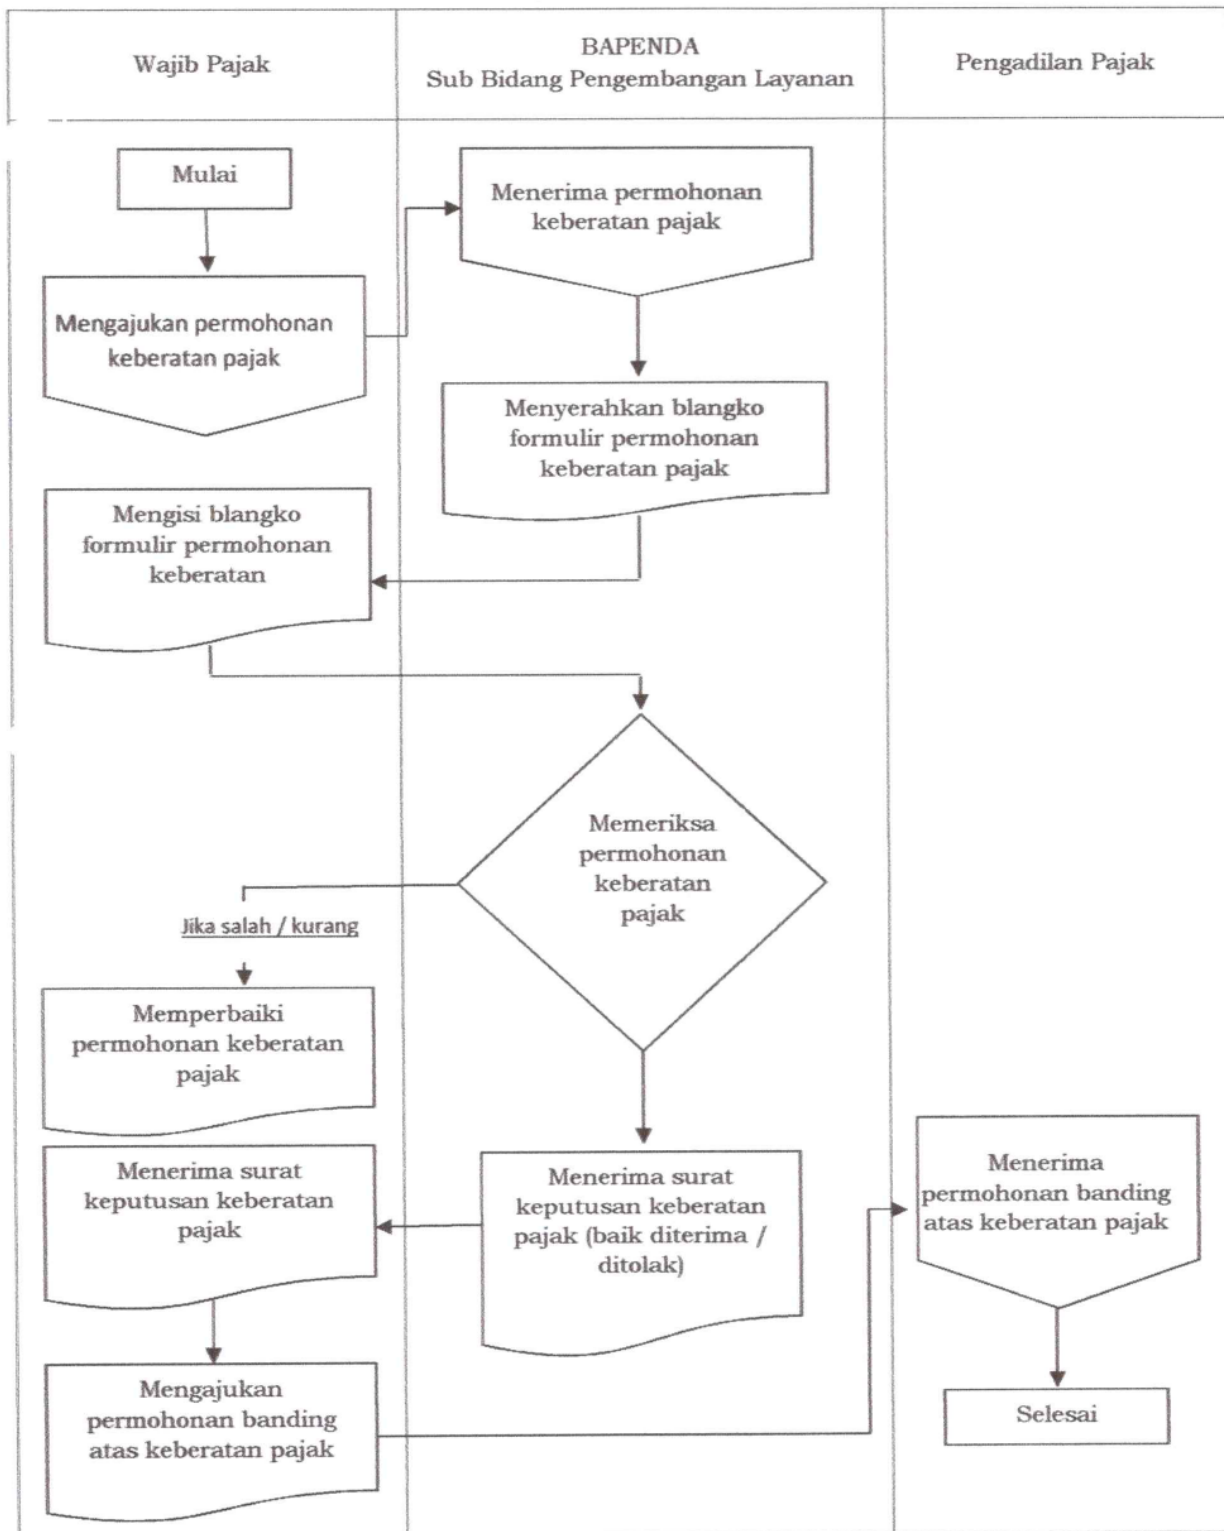 Wajib Pajak
BAPENDA
Sub Bidang Pengembangan Layanan
Pengadilan Pajak
Mulai
Menerima permohonan
keberatan pajak
Mengajukan permohonan
keberatan pajak
Menyerahkan blangko
formulir permohonan
keberatan pajak
Mengisi blangko
formulir permohonan
keberatan
Memeriksa
permohonan
keberatan
pajak
Jika salah / kurang
Memperbaiki
permohonan keberatan
pajak
Menerima surat
keputusan keberatan
pajak
Menerima surat
keputusan keberatan
pajak (baik diterima /
ditolak)
Menerima
permohonan banding
atas keberatan pajak
Mengajukan
permohonan banding
atas keberatan pajak
Selesai